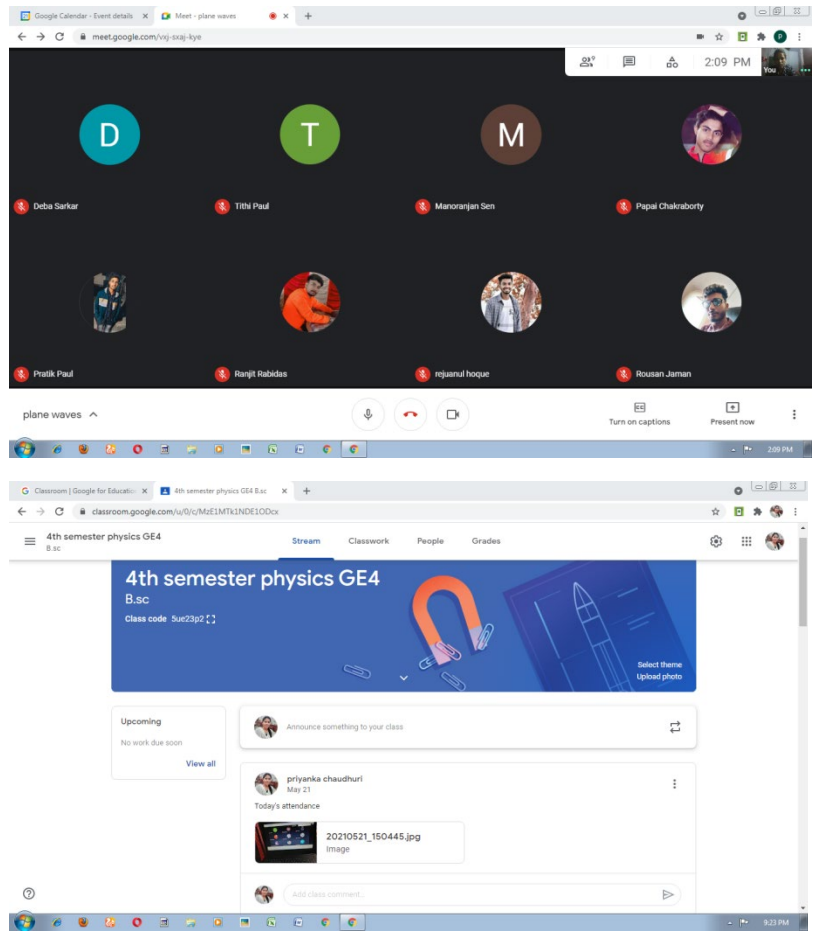 Google Calendar - Event details
Meet - plane waves
meet.google.com/vxj-sxaj-kye
P
2:09 PM
You
D
T
M
Deba Sarkar
Tithi Paul
Manoranjan Sen
Papai Chakraborty
Pratik Paul
Ranjit Rabidas
rejuanul hoque
Rousan Jaman
plane waves
Turn on captions
Present now
2:09 PM
Classroom | Google for Educatio
4th semester physics GE4 B.sc
classroom.google.com/u/0/c/MzE1MTk1NDE1ODcx
4th semester physics GE4
B.sc
Stream Classwork People Grades
4th semester physics GE4
B.sc
Class code 5ue23p2
Select theme
Upload photo
Upcoming
No work due soon
View all
Announce something to your class
priyanka chaudhuri
May 21
Today's attendance
20210521_150445.jpg
Image
Add class comment...
9:23 PM